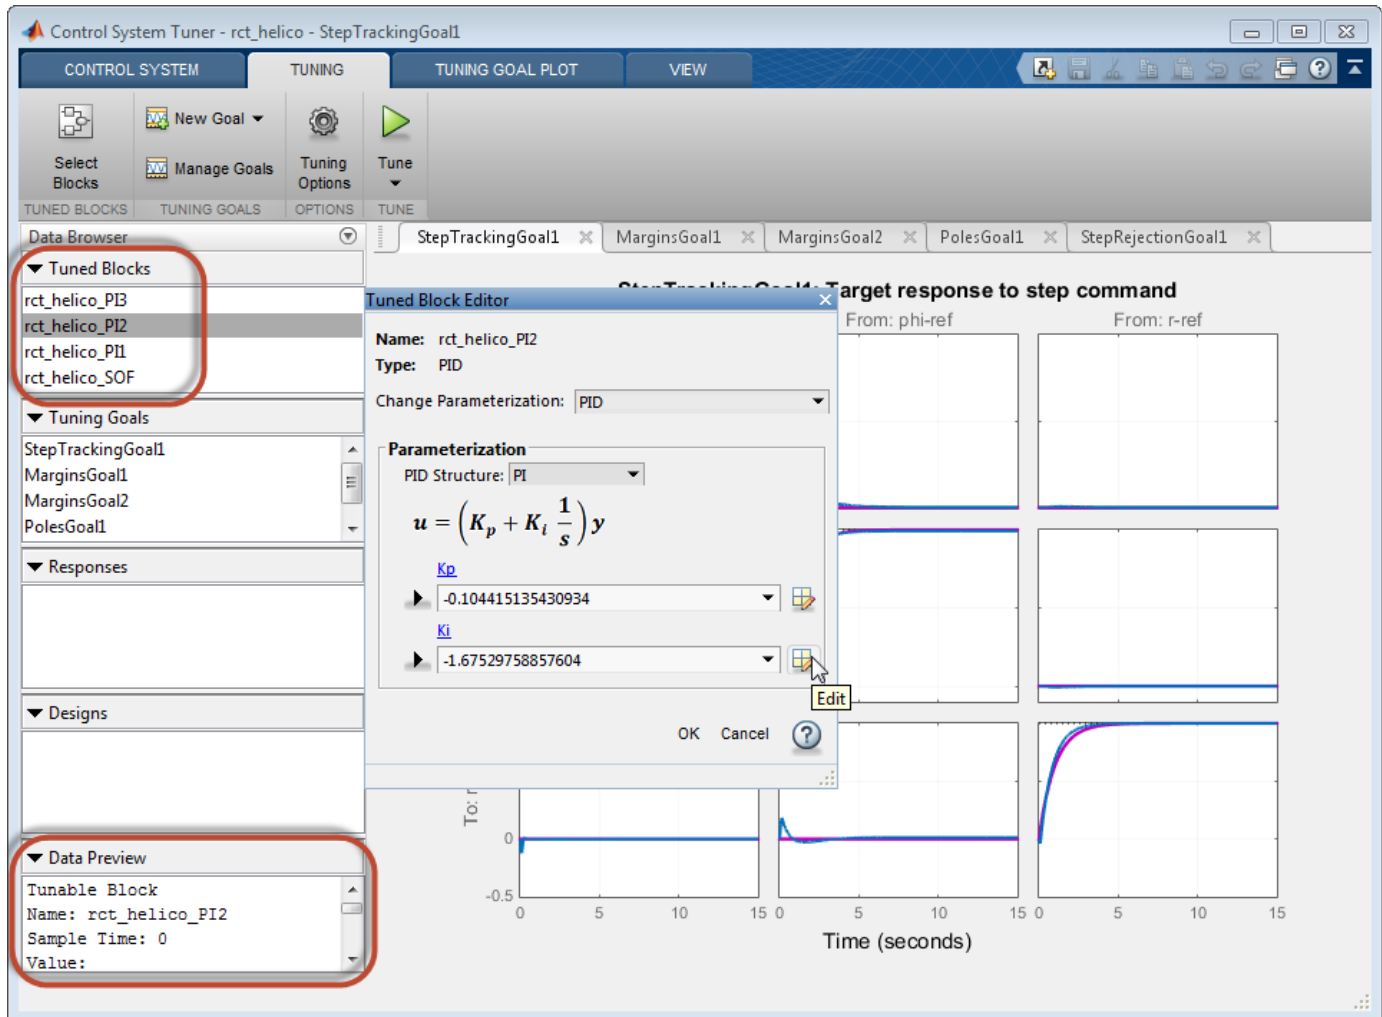 Control System Tuner - rct_helico - StepTrackingGoal1
CONTROL SYSTEM TUNING TUNING GOAL PLOT VIEW
New Goal
Manage Goals
Select Blocks
Tuning Options
Tune
TUNED BLOCKS TUNING GOALS OPTIONS TUNE
Data Browser
StepTrackingGoal1 MarginsGoal1 MarginsGoal2 PolesGoal1 StepRejectionGoal1
Tuned Blocks
rct_helico_PI3
rct_helico_PI2
rct_helico_PI1
rct_helico_SOF
Tuning Goals
StepTrackingGoal1
MarginsGoal1
MarginsGoal2
PolesGoal1
Responses
Designs
Data Preview
Tunable Block
Name: rct_helico_PI2
Sample Time: 0
Value:
Tuned Block Editor
Name: rct_helico_PI2
Type: PID
Change Parameterization: PID
Parameterization
PID Structure: PI
u = (K_p + K_i 1/s) y
Kp
-0.104415135430934
Ki
-1.67529758857604
Edit
OK Cancel ?
StepTrackingGoal1: Target response to step command
From: phi-ref
From: r-ref
To: r
0
-0.5
0 5 10 15
0 5 10 15
0 5 10 15
Time (seconds)